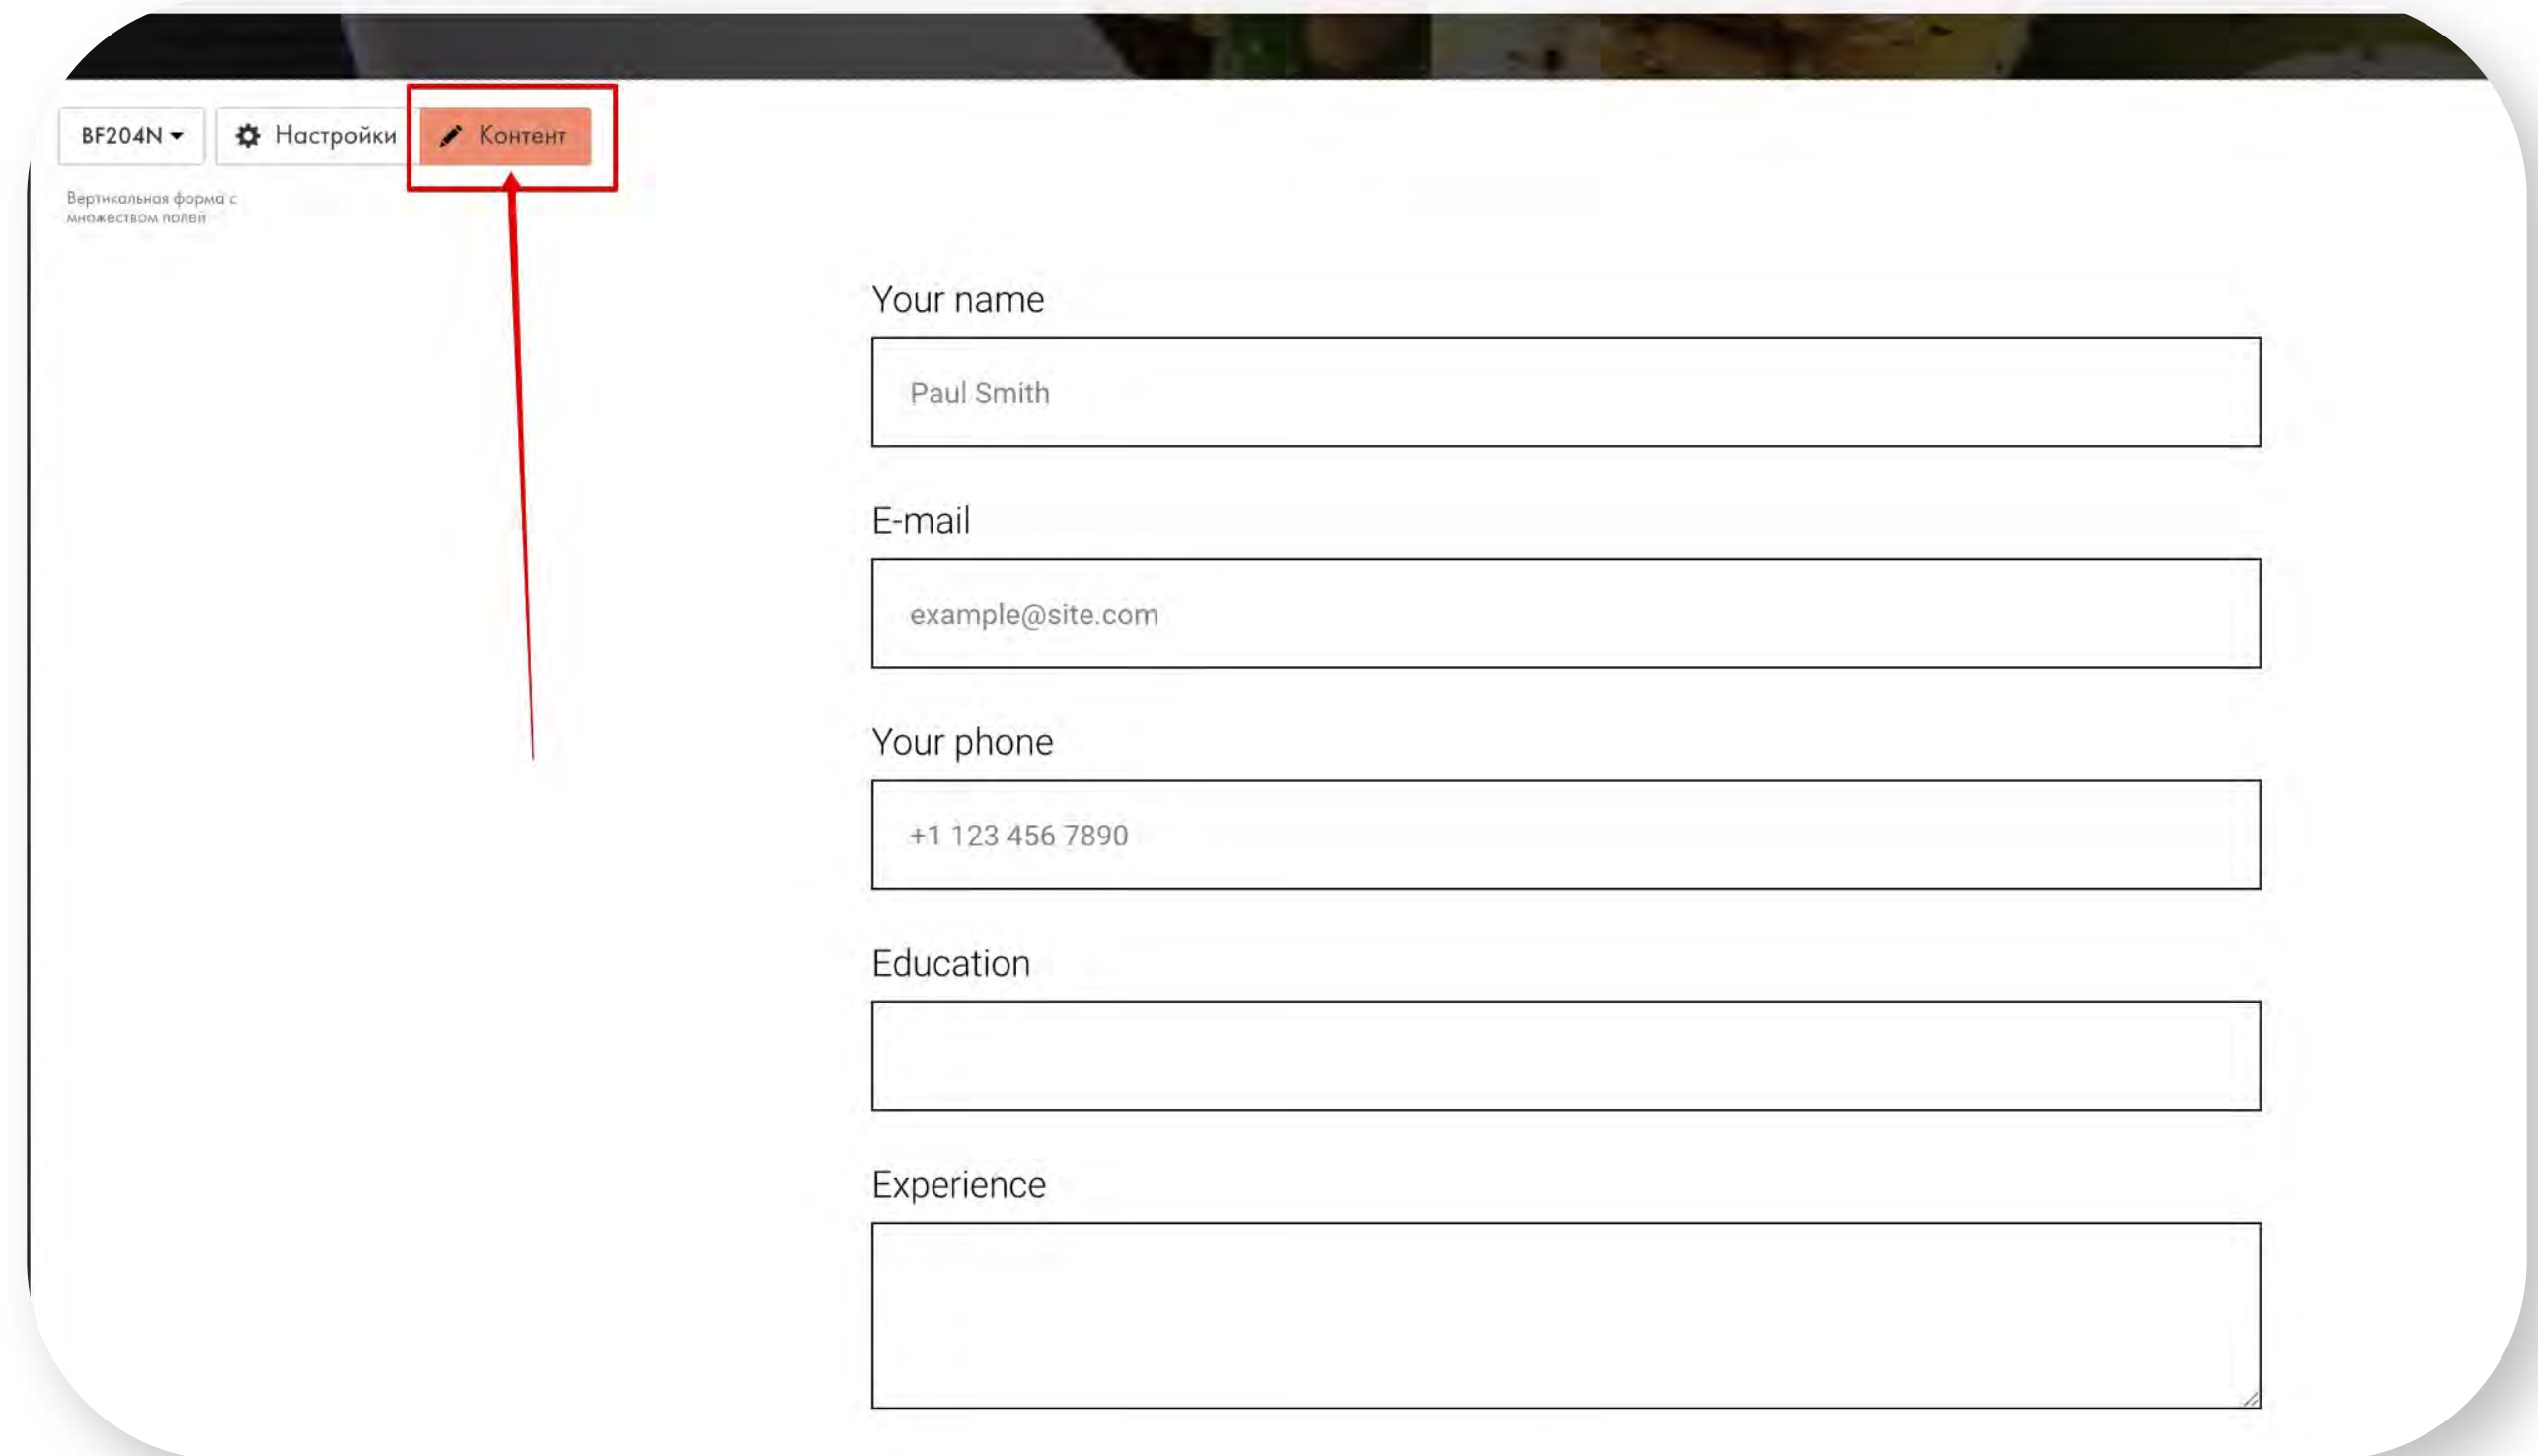 BF204N
Настройки
Контент
Вертикальная форма с
множеством полей
Your name
Paul Smith
E-mail
example@site.com
Your phone
+1 123 456 7890
Education
Experience